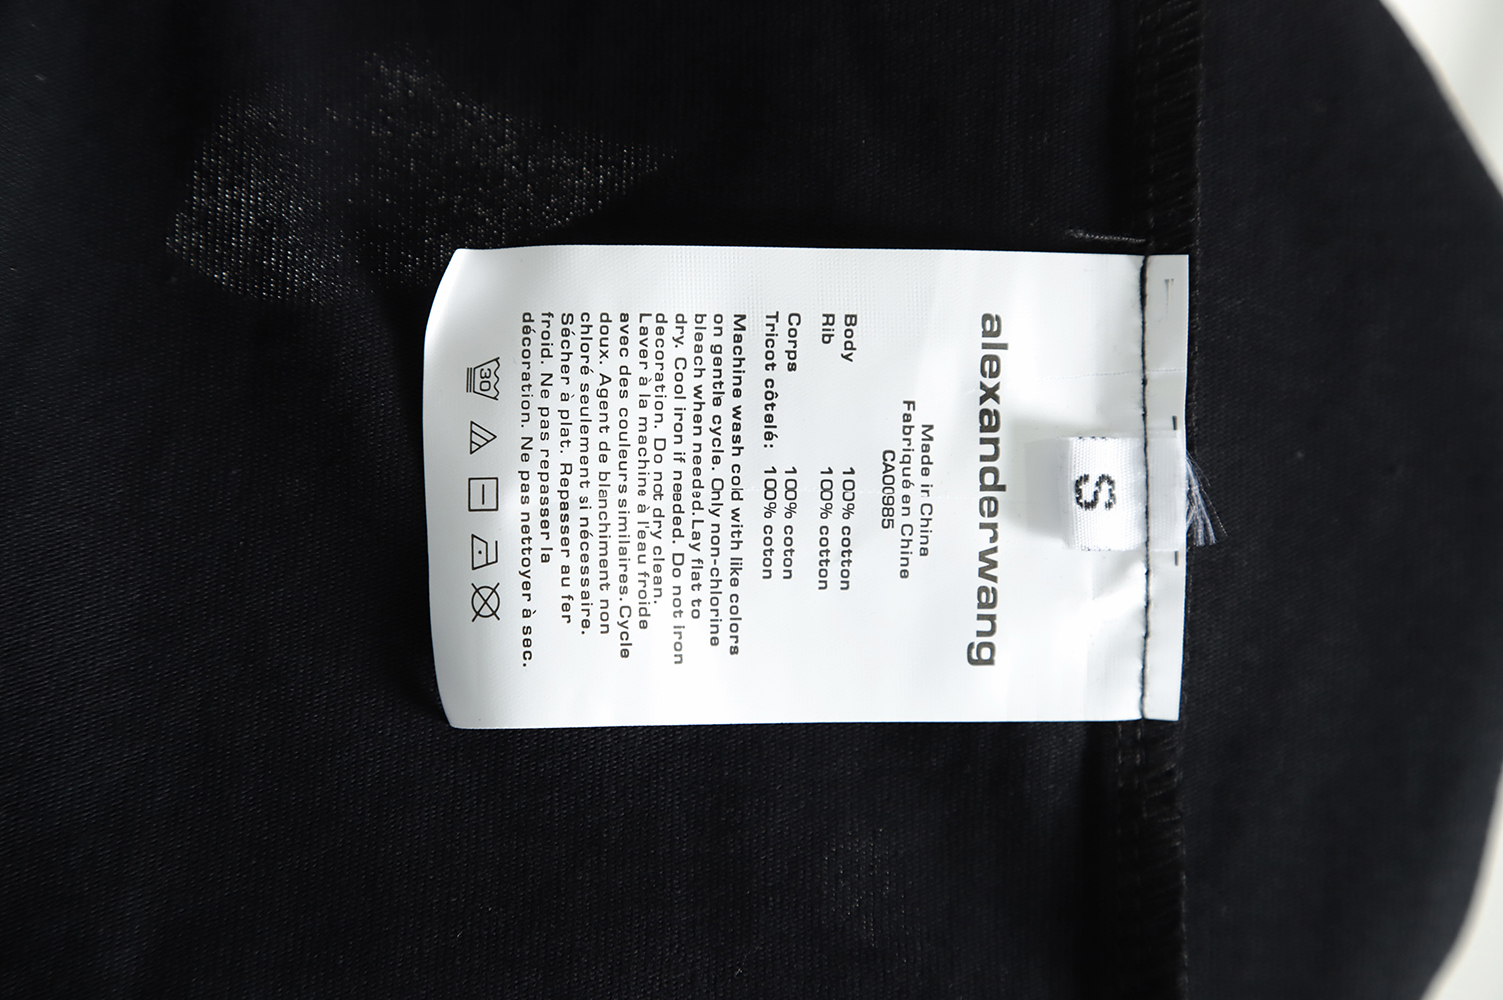 S
alexanderwang
Made in China
Fabriqué en Chine
CA00985
Body 100% cotton
Rib 100% cotton
Corps 100% coton
Tricot côtelé: 100% coton
Machine wash cold with like colors
on gentle cycle. Only non-chlorine
bleach when needed. Lay flat to
dry. Cool iron if needed. Do not iron
decoration. Do not dry clean.
Laver à la machine à l'eau froide
avec des couleurs similaires. Cycle
doux. Agent de blanchiment non
chloré seulement si nécessaire.
Sécher à plat. Repasser au fer
froid. Ne pas repasser la
décoration. Ne pas nettoyer à sec.
30